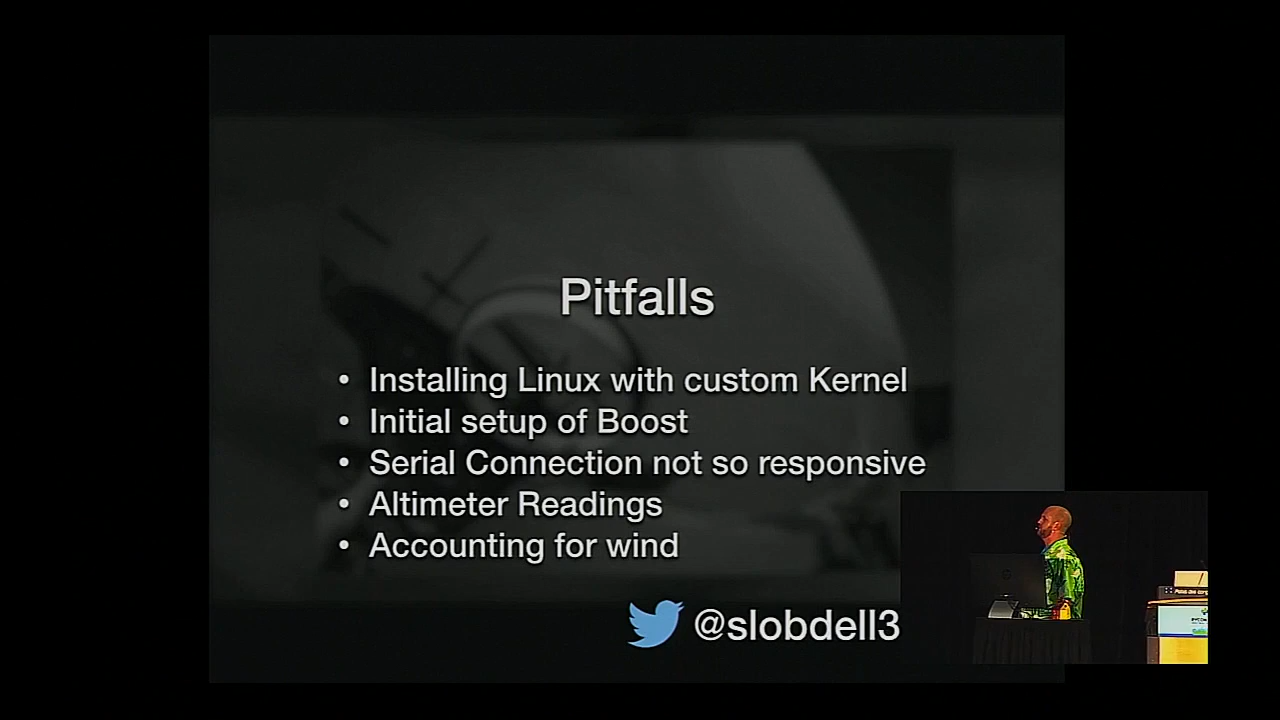 Pitfalls
• Installing Linux with custom Kernel
• Initial setup of Boost
• Serial Connection not so responsive
• Altimeter Readings
• Accounting for wind
@slobdell3